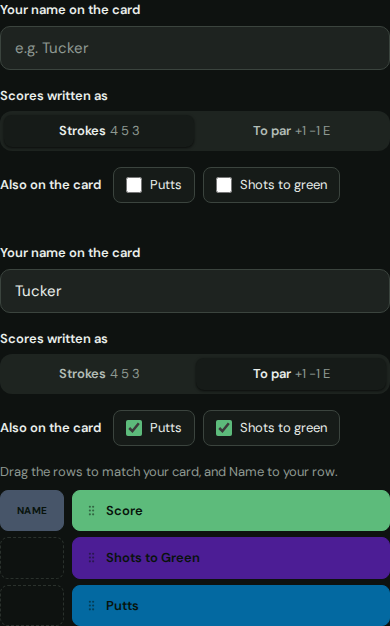 Your name on the card
e.g. Tucker
Scores written as
Strokes 4 5 3 To par +1 -1 E
Also on the card Putts Shots to green
Your name on the card
Tucker
Scores written as
Strokes 4 5 3 To par +1 -1 E
Also on the card Putts Shots to green
Drag the rows to match your card, and Name to your row.
NAME Score
Shots to Green
Putts